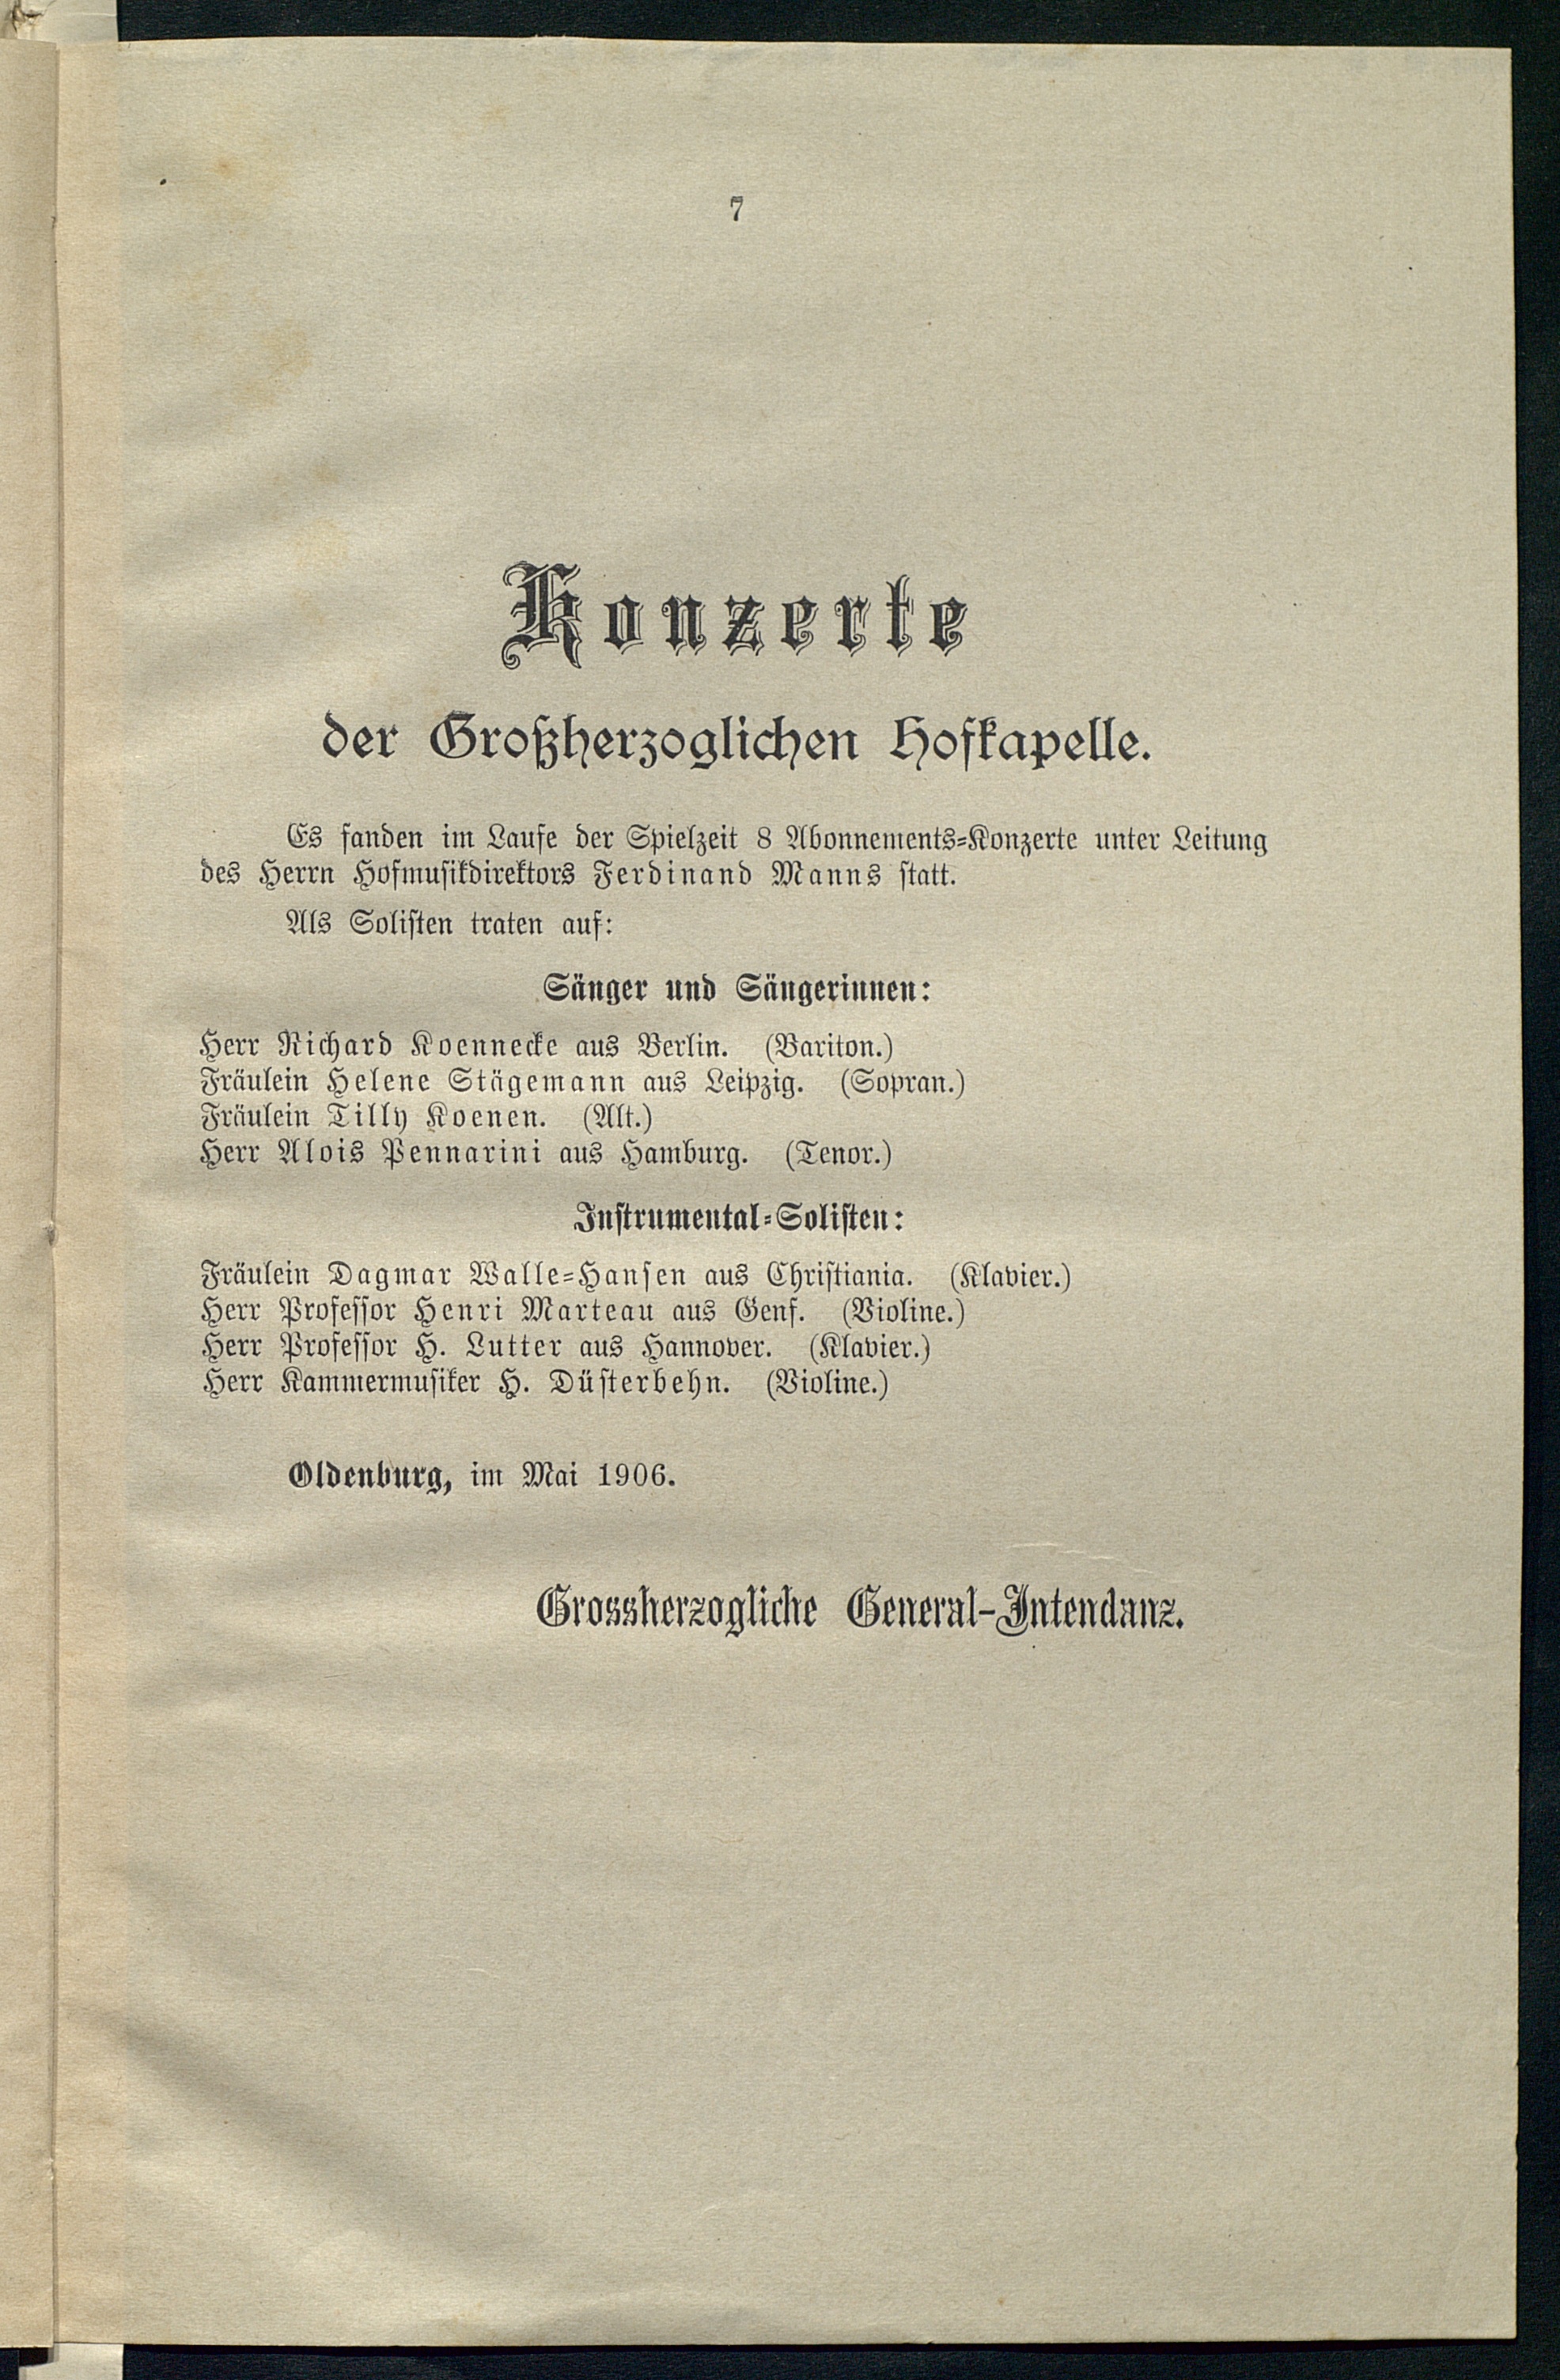 7
Konzerte
der Großherzoglichen Hofkapelle.
Es fanden im Laufe der Spielzeit 8 Abonnements-Konzerte unter Leitung
des Herrn Hofmusikdirektors Ferdinand Manns statt.
Als Solisten traten auf:
Sänger und Sängerinnen:
Herr Richard Koennecke aus Berlin. (Bariton.)
Fräulein Helene Stägemann aus Leipzig. (Sopran.)
Fräulein Tilly Koenen. (Alt.)
Herr Alois Pennarini aus Hamburg. (Tenor.)
Instrumental-Solisten:
Fräulein Dagmar Walle-Hansen aus Christiania. (Klavier.)
Herr Professor Henri Marteau aus Genf. (Violine.)
Herr Professor H. Lutter aus Hannover. (Klavier.)
Herr Kammermusiker H. Düsterbehn. (Violine.)
Oldenburg, im Mai 1906.
Grossherzogliche General-Intendanz.